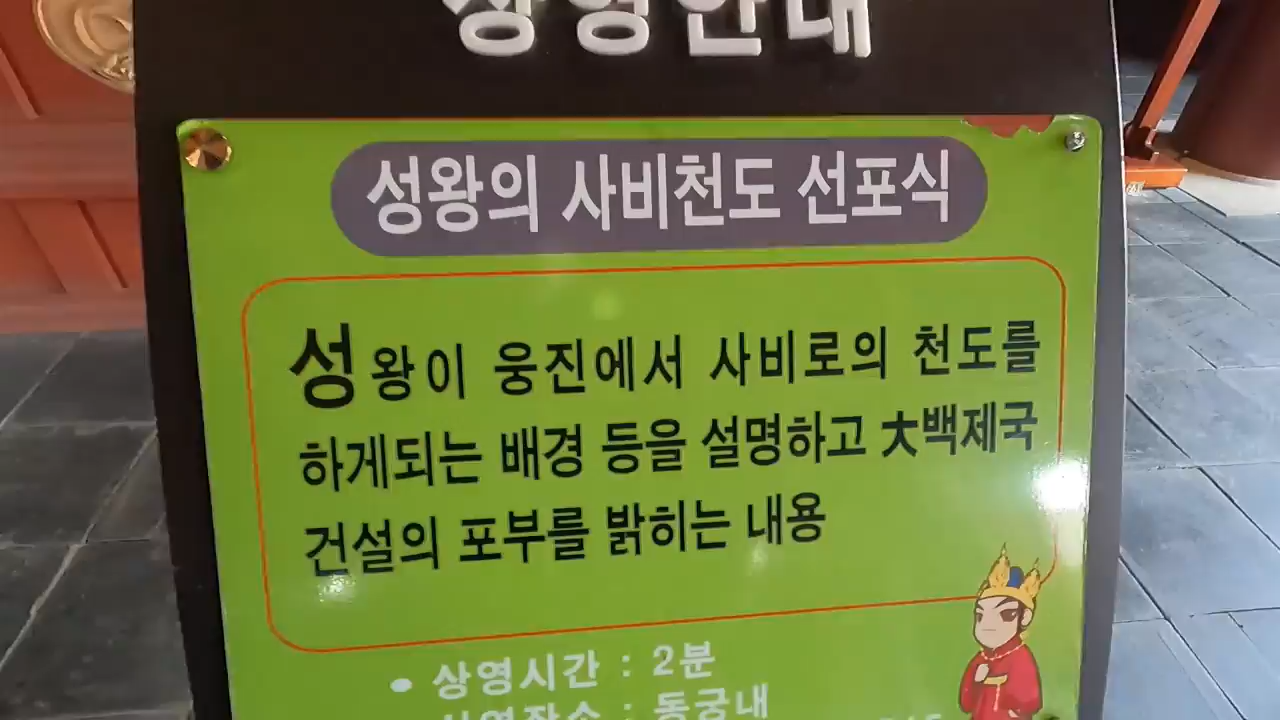 상영안내
성왕의 사비천도 선포식
성왕이 웅진에서 사비로의 천도를
하게되는 배경 등을 설명하고 大백제국
건설의 포부를 밝히는 내용
• 상영시간 : 2분
상영장소 : 동궁내